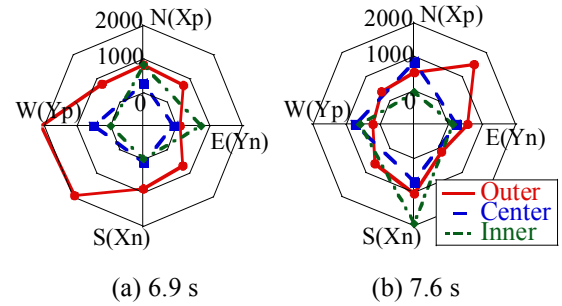 2000
N(Xp)
1000
0
W(Yp)
E(Yn)
S(Xn)
(a) 6.9 s
2000
N(Xp)
1000
0
W(Yp)
E(Yn)
S(Xn)
Outer
Center
Inner
(b) 7.6 s